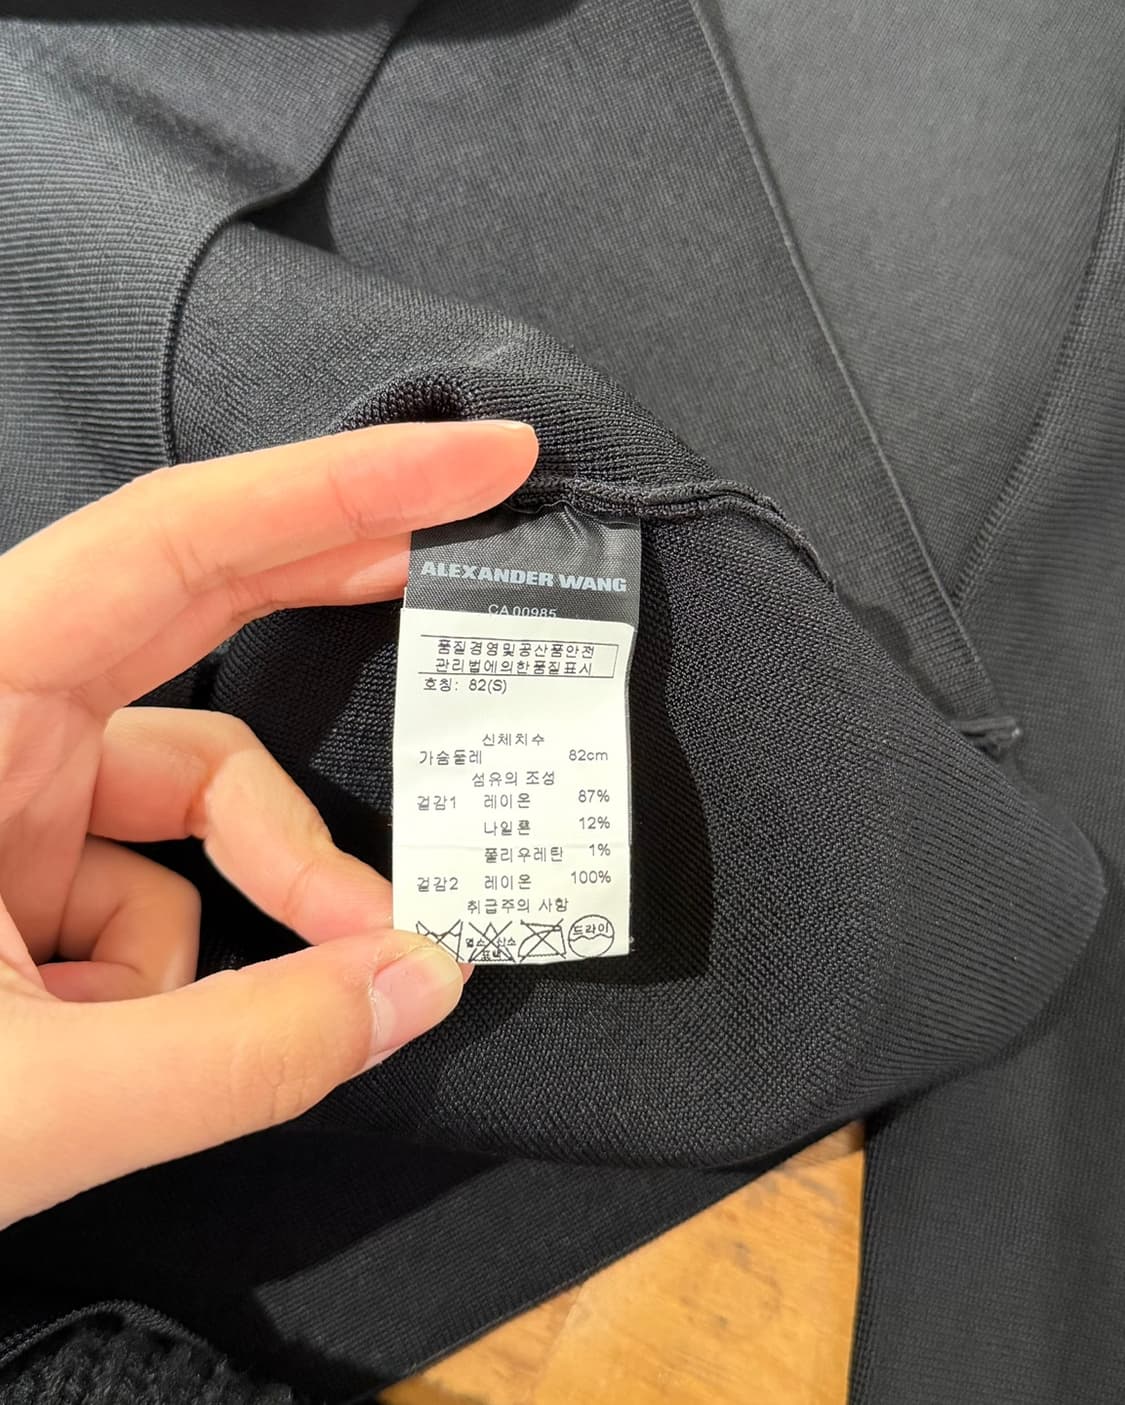 ALEXANDER WANG
CA 00985
품질경영및공산품안전
관리법에의한품질표시
호칭: 82(S)
신체치수
가슴둘레 82cm
섬유의 조성
겉감1 레이온 87%
나일론 12%
폴리우레탄 1%
겉감2 레이온 100%
취급주의 사항
드라이